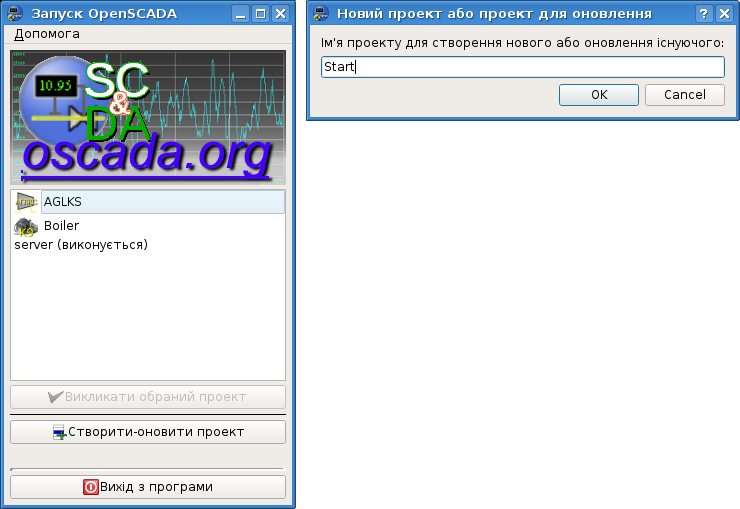 Запуск OpenSCADA
Допомога
10.95
SC
&
DA
oscada.org
AGLKS
Boiler
server (виконується)
Викликати обраний проект
Створити-оновити проект
Вихід з програми
Новий проект або проект для оновлення
Ім'я проекту для створення нового або оновлення існуючого:
Start
OK
Cancel